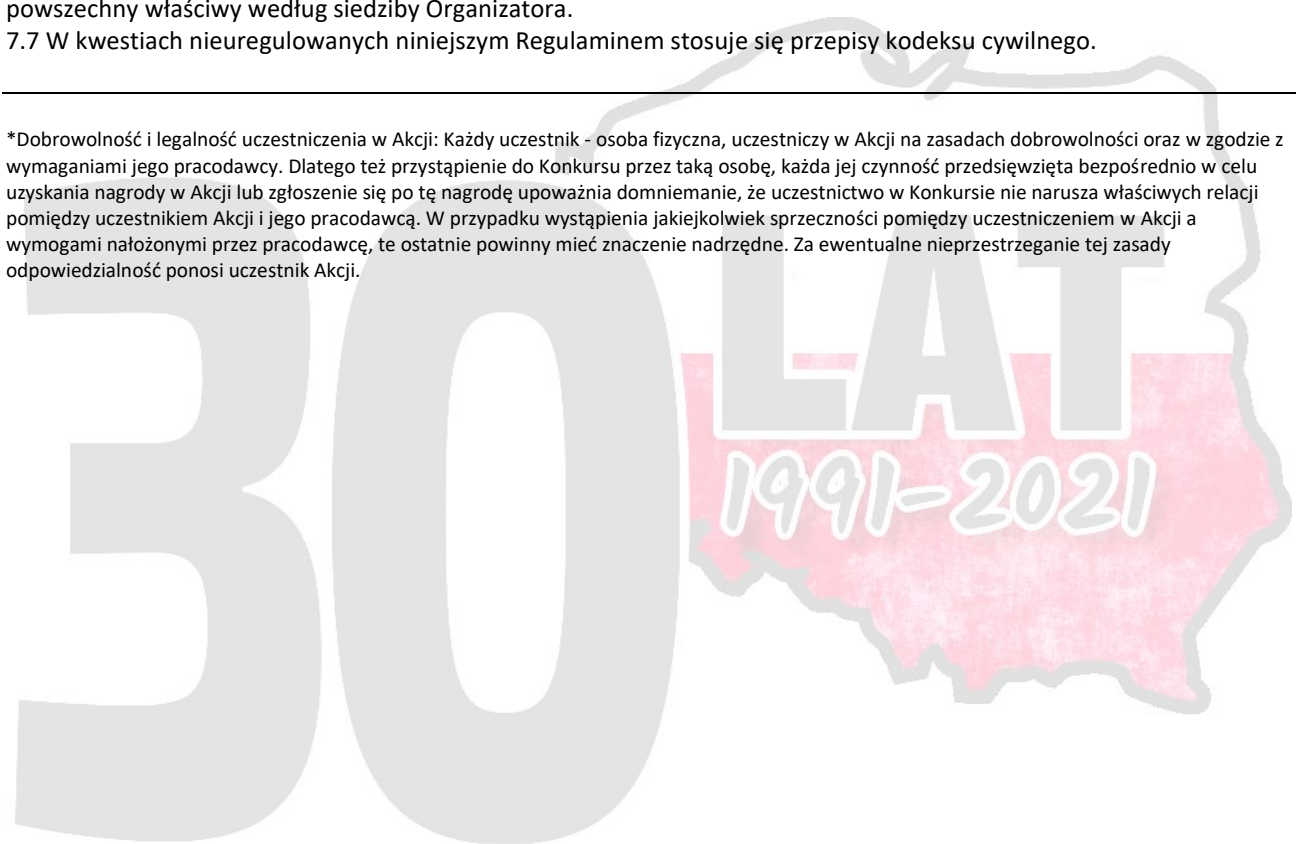 powszechny właściwy według siedziby Organizatora.
7.7 W kwestiach nieuregulowanych niniejszym Regulaminem stosuje się przepisy kodeksu cywilnego.
*Dobrowolność i legalność uczestniczenia w Akcji: Każdy uczestnik - osoba fizyczna, uczestniczy w Akcji na zasadach dobrowolności oraz w zgodzie z
wymaganiami jego pracodawcy. Dlatego też przystąpienie do Konkursu przez taką osobę, każda jej czynność przedsięwzięta bezpośrednio w celu
uzyskania nagrody w Akcji lub zgłoszenie się po tę nagrodę upoważnia domniemanie, że uczestnictwo w Konkursie nie narusza właściwych relacji
pomiędzy uczestnikiem Akcji i jego pracodawcą. W przypadku wystąpienia jakiejkolwiek sprzeczności pomiędzy uczestniczeniem w Akcji a
wymogami nałożonymi przez pracodawcę, te ostatnie powinny mieć znaczenie nadrzędne. Za ewentualne nieprzestrzeganie tej zasady
odpowiedzialność ponosi uczestnik Akcji.
30 LAT
1991-2021